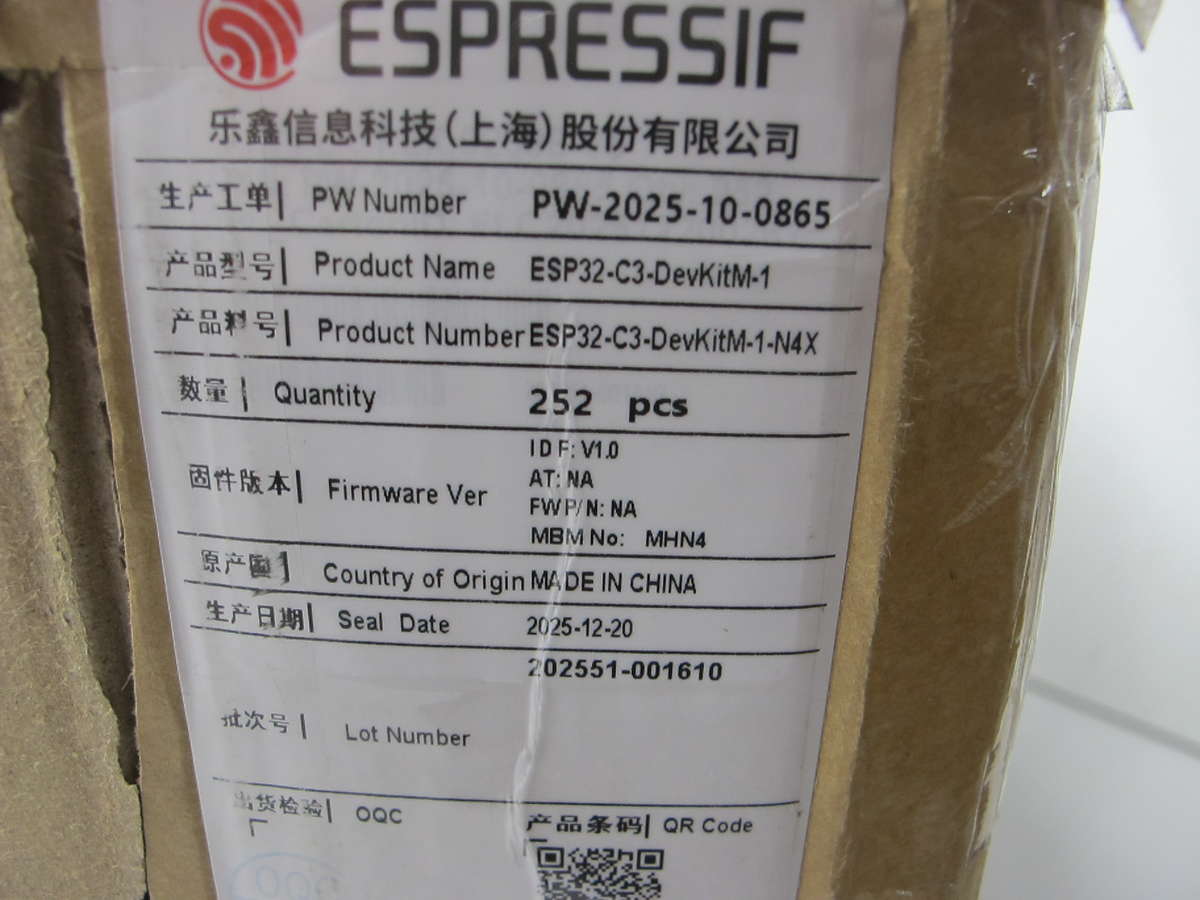 ESPRESSIF
乐鑫信息科技(上海)股份有限公司
生产工单| PW Number PW-2025-10-0865
产品型号| Product Name ESP32-C3-DevKitM-1
产品料号| Product Number ESP32-C3-DevKitM-1-N4X
数量| Quantity 252 pcs
固件版本| Firmware Ver
IDF: V1.0
AT: NA
FW P/N: NA
MBM No: MHN4
原产国| Country of Origin MADE IN CHINA
生产日期| Seal Date 2025-12-20
202551-001610
批次号| Lot Number
出货检验| OQC
产品条码| QR Code